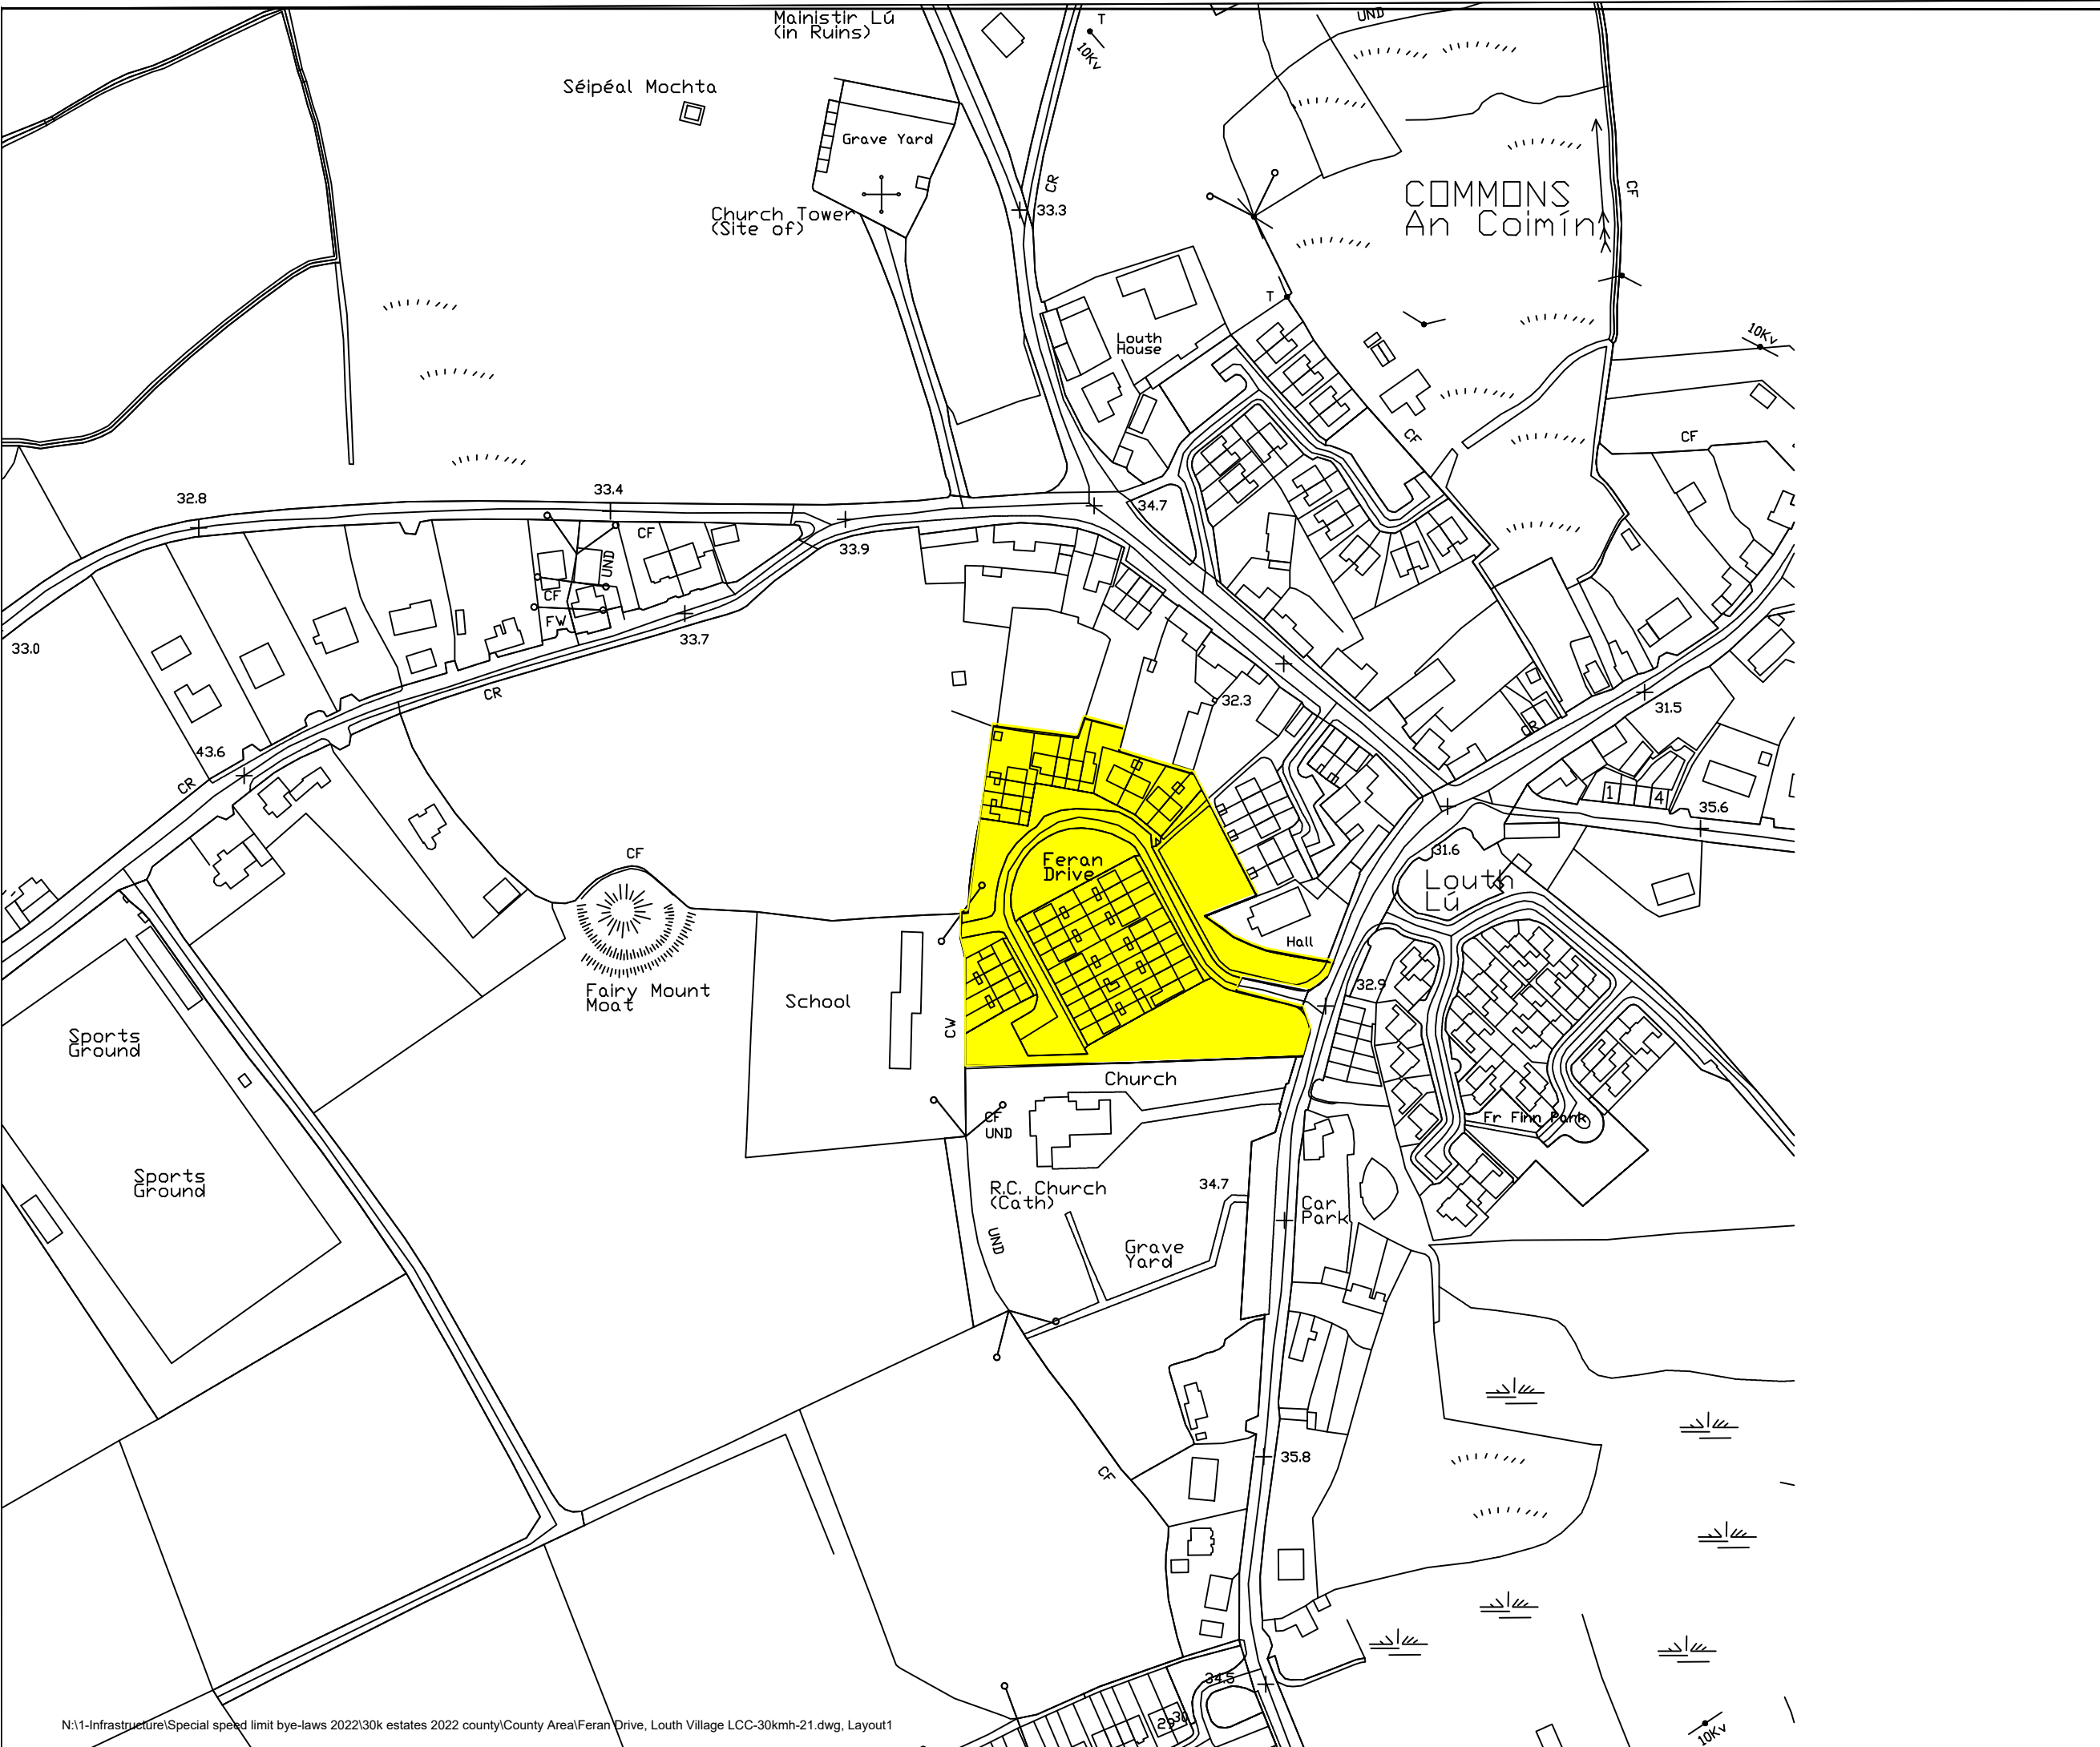 Mainistir Lú
(in Ruins)
T
UND
10Kv
Séipéal Mochta
Grave Yard
CR
33.3
CF
COMMONS
An Coimín
Church Tower
(Site of)
T
Louth
House
10Kv
CF
CF
32.8
33.4
34.7
CF
33.9
UND
CF
FW
33.0
33.7
CR
32.3
31.5
43.6
CR
1
4
35.6
CF
Feran
Drive
31.6
Louth
Lú
Hall
32.9
Fairy Mount
Moat
School
CW
Sports
Ground
Church
CF
UND
Fr Finn Park
Sports
Ground
34.7
R.C. Church
(Cath)
Car
Park
UND
Grave
Yard
35.8
CF
34.5
29
30
10Kv
N:\1-Infrastructure\Special speed limit bye-laws 2022\30k estates 2022 county\County Area\Feran Drive, Louth Village LCC-30kmh-21.dwg, Layout1